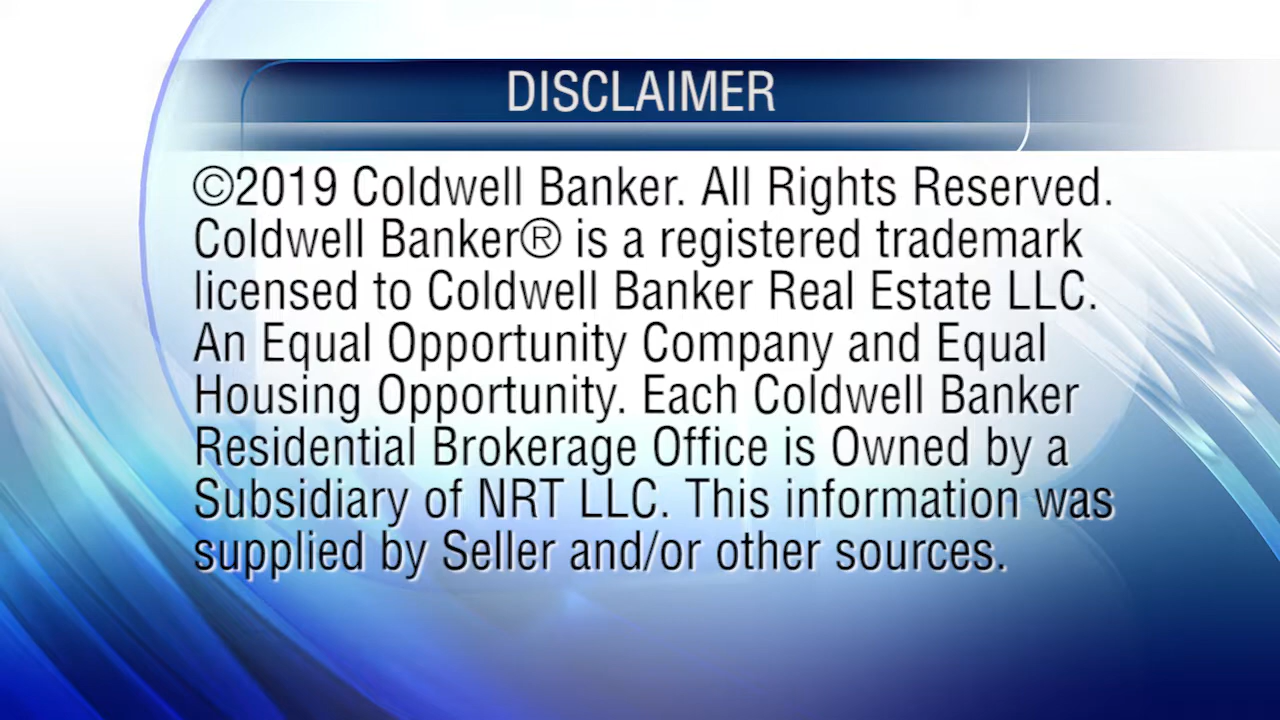 DISCLAIMER
©2019 Coldwell Banker. All Rights Reserved.
Coldwell Banker® is a registered trademark
licensed to Coldwell Banker Real Estate LLC.
An Equal Opportunity Company and Equal
Housing Opportunity. Each Coldwell Banker
Residential Brokerage Office is Owned by a
Subsidiary of NRT LLC. This information was
supplied by Seller and/or other sources.